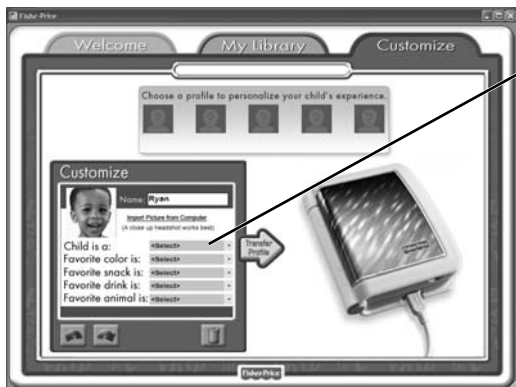 Fisher-Price
Welcome
My Library
Customize
Choose a profile to personalize your child's experience.
Customize
Name: Ryan
Import Picture from Computer
(A close up headshot works best)
Child is a: <Select>
Favorite color is: <Select>
Favorite snack is: <Select>
Favorite drink is: <Select>
Favorite animal is: <Select>
Transfer
Profile
Fisher-Price
Fisher-Price